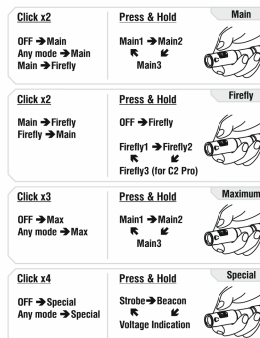 Main
Click x2
OFF ➔ Main
Any mode ➔ Main
Main ➔ Firefly
Press & Hold
Main1 ➔ Main2
Main3
Firefly
Click x2
Main ➔ Firefly
Firefly ➔ Main
Press & Hold
OFF ➔ Firefly
Firefly1 ➔ Firefly2
Firefly3 (for C2 Pro)
Maximum
Click x3
OFF ➔ Max
Any mode ➔ Max
Press & Hold
Main1 ➔ Main2
Main3
Special
Click x4
OFF ➔ Special
Any mode ➔ Special
Press & Hold
Strobe ➔ Beacon
Voltage Indication